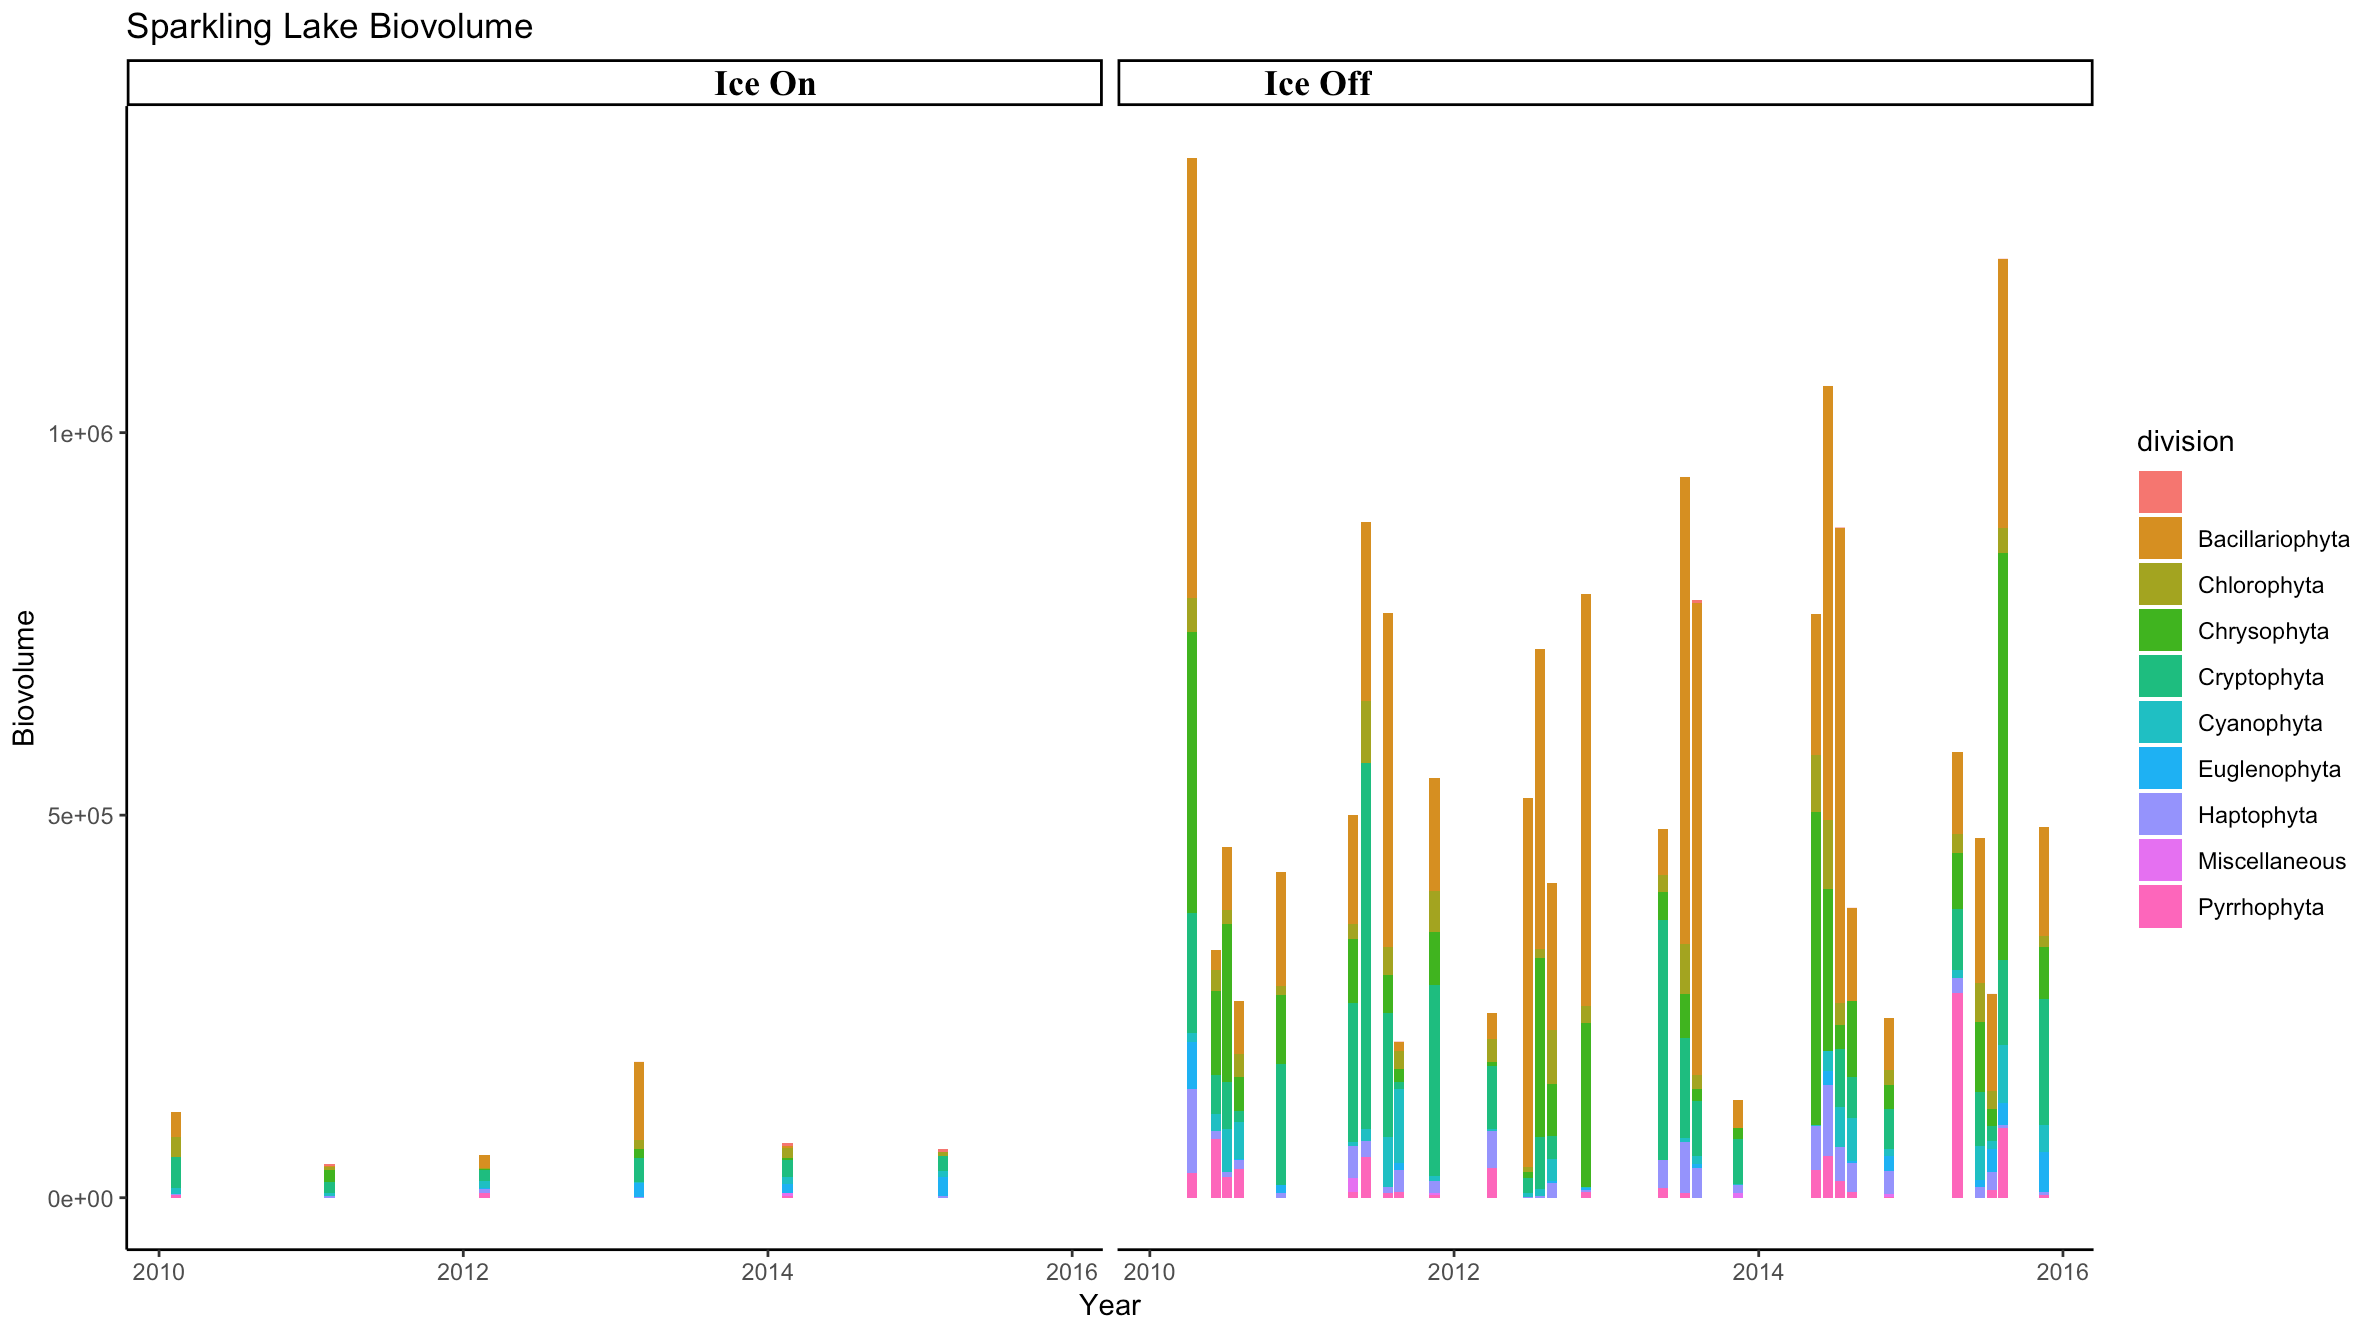 Sparkling Lake Biovolume
Ice On
Ice Off
Biovolume
1e+06
5e+05
0e+00
2010
2012
2014
2016
2010
2012
2014
2016
Year
division
Bacillariophyta
Chlorophyta
Chrysophyta
Cryptophyta
Cyanophyta
Euglenophyta
Haptophyta
Miscellaneous
Pyrrhophyta